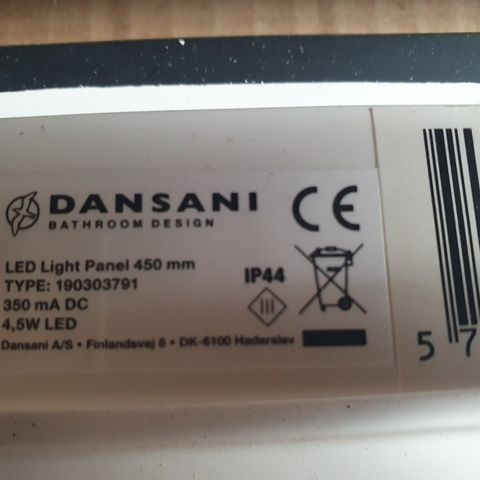 DANSANI
BATHROOM DESIGN
CE
LED Light Panel 450 mm
TYPE: 190303791
350 mA DC
4,5W LED
IP44
III
Dansani A/S • Finlandsvej 8 • DK-6100 Haderslev
5 7